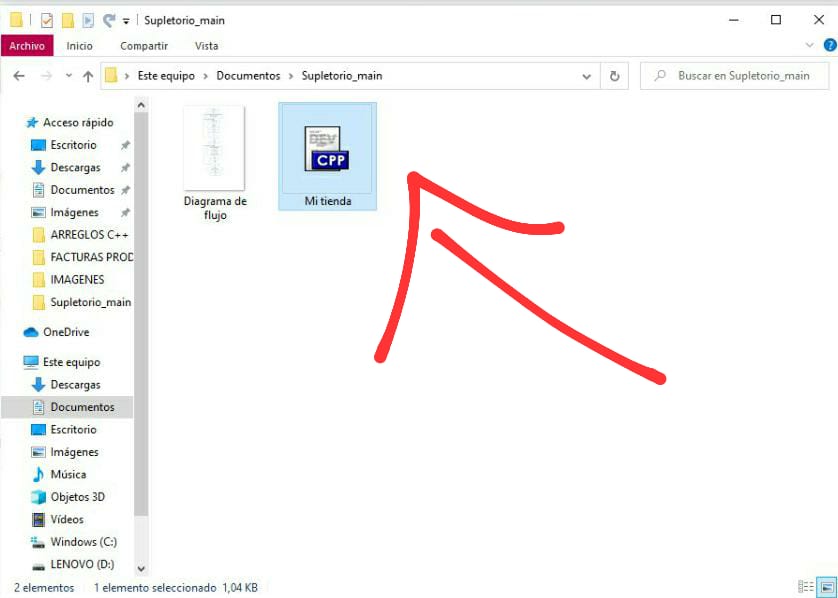 Supletorio_main
Archivo Inicio Compartir Vista
Este equipo > Documentos > Supletorio_main
Buscar en Supletorio_main
Acceso rápido
Escritorio
Descargas
Documentos
Imágenes
ARREGLOS C++
FACTURAS PROD
IMAGENES
Supletorio_main
OneDrive
Este equipo
Descargas
Documentos
Escritorio
Imágenes
Música
Objetos 3D
Vídeos
Windows (C:)
LENOVO (D:)
Diagrama de
flujo
DEV
CPP
Mi tienda
2 elementos 1 elemento seleccionado 1,04 KB